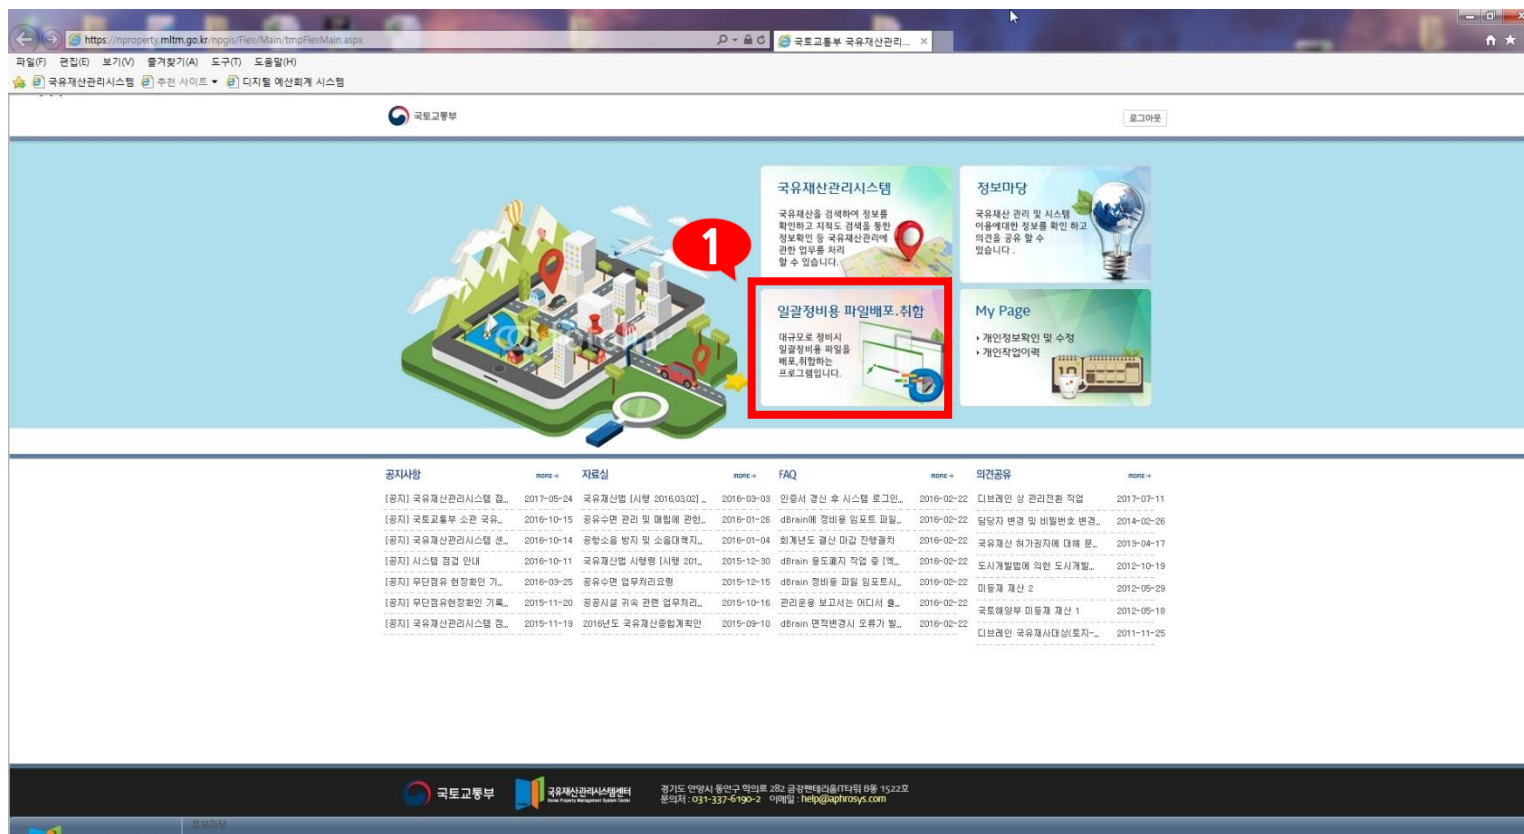 https://nproperty.mltm.go.kr/npgis/Flex/Main/tmpFlexMain.aspx
국토교통부 국유재산관리...
파일(F) 편집(E) 보기(V) 즐겨찾기(A) 도구(T) 도움말(H)
국유재산관리시스템 추천 사이트 디지털 예산회계 시스템
국토교통부
로그아웃
국유재산관리시스템
국유재산을 검색하여 정보를
확인하고 지적도 검색을 통한
정보확인 등 국유재산관리에
관한 업무를 처리
할 수 있습니다.
정보마당
국유재산 관리 및 시스템
이용에대한 정보를 확인 하고
의견을 공유 할 수
있습니다 .
1
일괄정비용 파일배포.취합
대규모로 정비시
일괄정비용 파일을
배포,취합하는
프로그램입니다.
My Page
개인정보확인 및 수정
개인작업이력
10
공지사항 MORE
[공지] 국유재산관리시스템 점... 2017-05-24
[공지] 국토교통부 소관 국유... 2016-10-15
[공지] 국유재산관리시스템 센... 2016-10-14
[공지] 시스템 점검 안내 2016-10-11
[공지] 무단점유 현장확인 기... 2016-03-25
[공지] 무단점유현장확인 기록... 2015-11-20
[공지] 국유재산관리시스템 점... 2015-11-19
자료실 MORE
국유재산법 [시행 2016,03,02] ... 2016-03-03
공유수면 관리 및 매립에 관한... 2016-01-26
공항소음 방지 및 소음대책지... 2016-01-04
국유재산법 시행령 [시행 201... 2015-12-30
공유수면 업무처리요령 2015-12-15
공공시설 귀속 관련 업무처리... 2015-10-16
2016년도 국유재산종합계획안 2015-09-10
FAQ MORE
인증서 갱신 후 시스템 로그인... 2016-02-22
dBrain에 정비용 임포트 파일... 2016-02-22
회계년도 결산 마감 진행절차 2016-02-22
dBrain 용도폐지 작업 중 [엑... 2016-02-22
dBrain 정비용 파일 임포트시... 2016-02-22
관리운용 보고서는 어디서 출... 2016-02-22
dBrain 면적변경시 오류가 발... 2016-02-22
의견공유 MORE
디브레인 상 관리전환 작업 2017-07-11
담당자 변경 및 비밀번호 변경... 2014-02-26
국유재산 허가권자에 대해 문... 2013-04-17
도시개발법에 의한 도시개발... 2012-10-19
미등재 재산 2 2012-05-29
국토해양부 미등재 재산 1 2012-05-18
디브레인 국유재사대상(토지-... 2011-11-25
국토교통부
국유재산관리시스템센터
Korea Property Management System Center
경기도 안양시 동안구 학의로 282 금강펜테리움IT타워 B동 1522호
문의처 : 031-337-6190-2 이메일 : help@aphrosys.com
정보마당